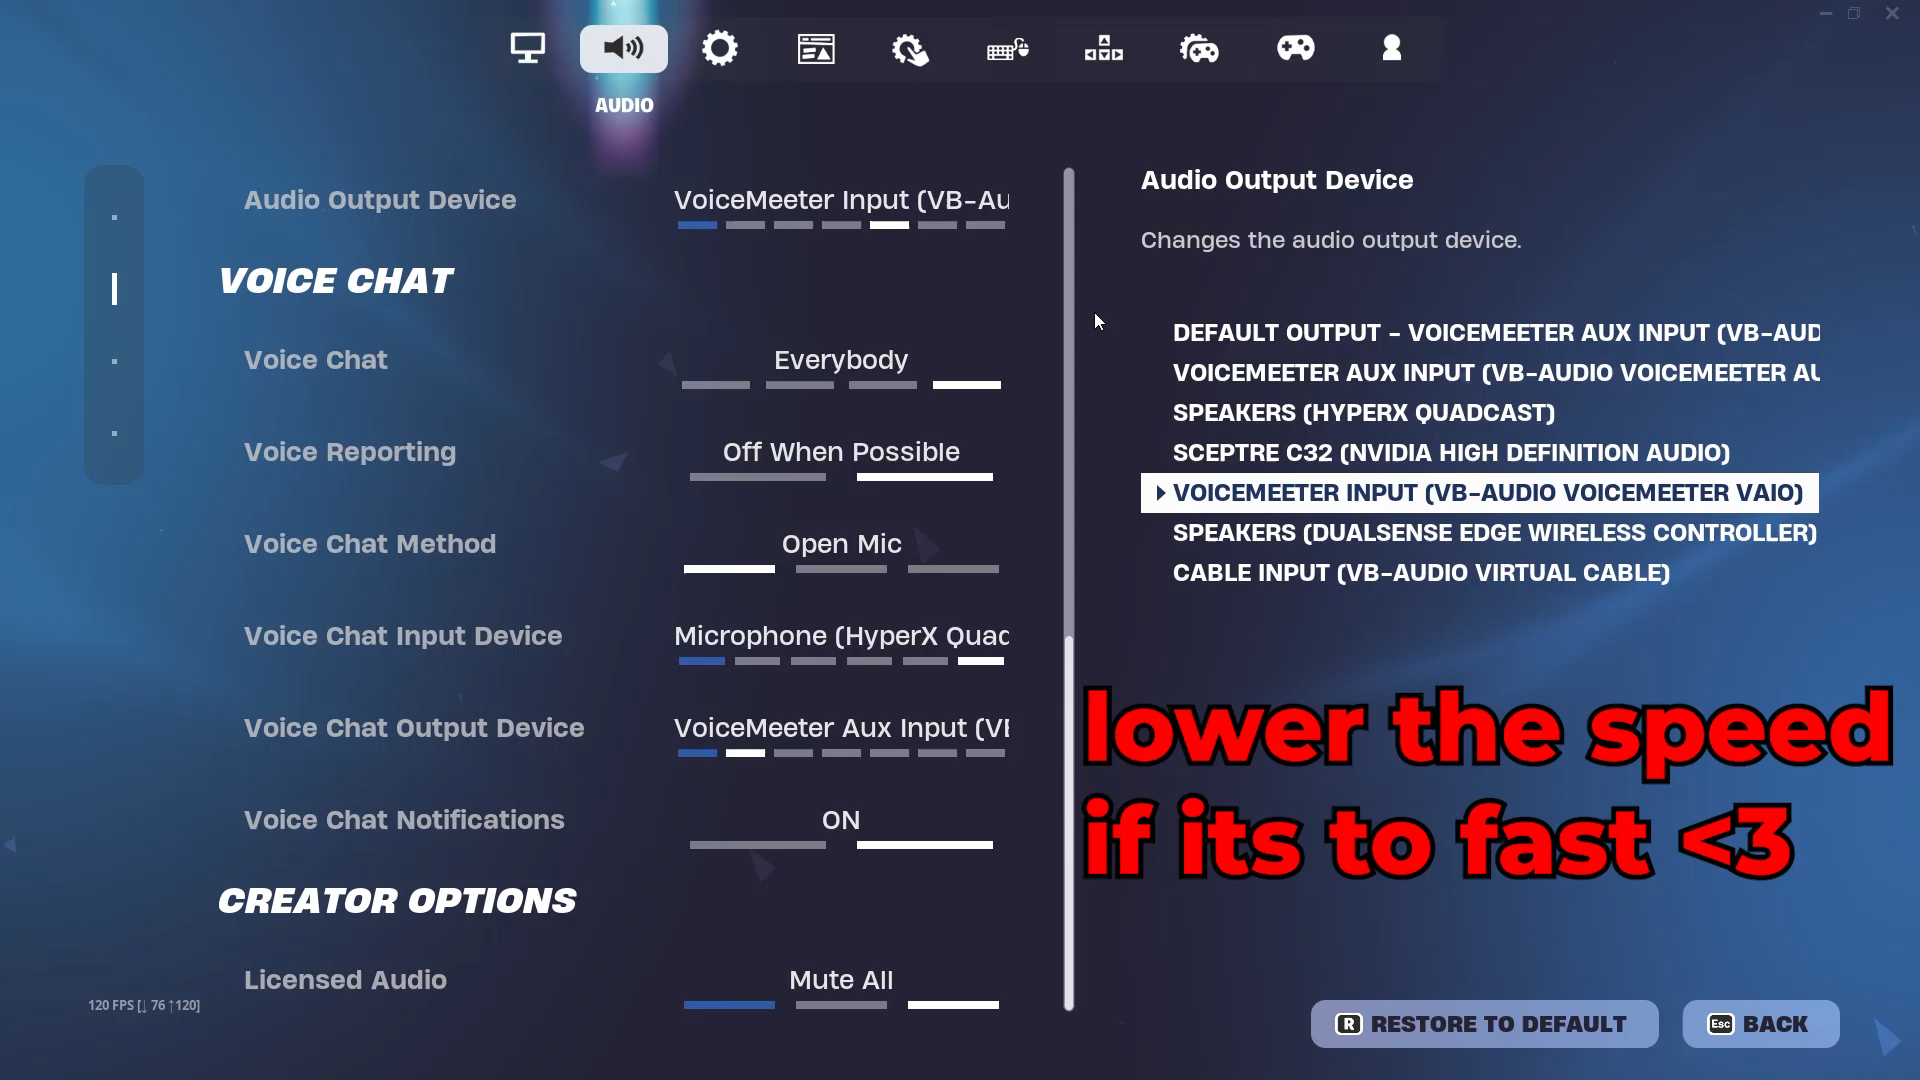 AUDIO
Audio Output Device
VoiceMeeter Input (VB-Au
VOICE CHAT
Voice Chat
Everybody
Voice Reporting
Off When Possible
Voice Chat Method
Open Mic
Voice Chat Input Device
Microphone (HyperX Quad
Voice Chat Output Device
VoiceMeeter Aux Input (VB
Voice Chat Notifications
ON
CREATOR OPTIONS
Licensed Audio
Mute All
120 FPS [↓ 76 ↑120]
Audio Output Device
Changes the audio output device.
DEFAULT OUTPUT - VOICEMEETER AUX INPUT (VB-AUD
VOICEMEETER AUX INPUT (VB-AUDIO VOICEMEETER AU
SPEAKERS (HYPERX QUADCAST)
SCEPTRE C32 (NVIDIA HIGH DEFINITION AUDIO)
VOICEMEETER INPUT (VB-AUDIO VOICEMEETER VAIO)
SPEAKERS (DUALSENSE EDGE WIRELESS CONTROLLER)
CABLE INPUT (VB-AUDIO VIRTUAL CABLE)
lower the speed
if its to fast <3
R RESTORE TO DEFAULT
Esc BACK